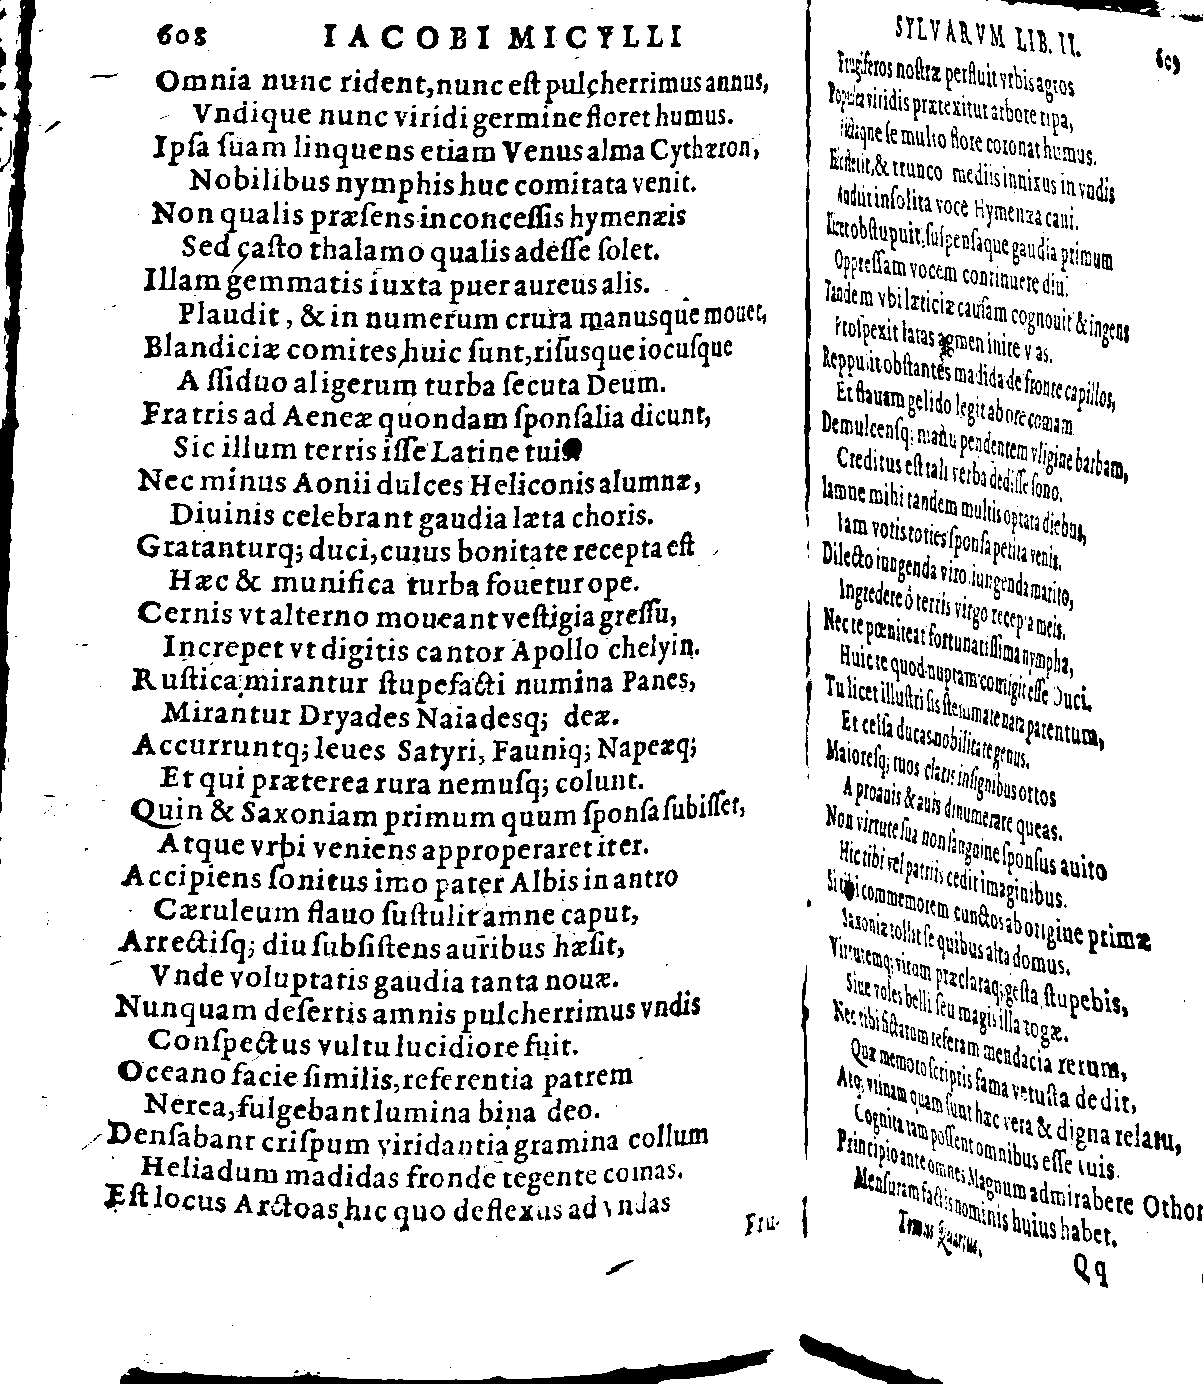 608 IACOBI MICYLLI
Omnia nunc rident, nunc eſt pulcherrimus annus,
Vndique nunc viridi germine floret humus.
Ipſa ſuam linquens etiam Venus alma Cythæron,
Nobilibus nymphis huc comitata venit.
Non qualis præſens inconceſſis hymenæis
Sed caſto thalamo qualis adeſſe ſolet.
Illam gemmatis iuxta puer aureus alis.
Plaudit, & in numerum crura manusque mouet,
Blandiciæ comites huic ſunt, riſusque iocuſque
Aſſiduo aligerum turba ſecuta Deum.
Fratris ad Aeneæ quondam ſponſalia dicunt,
Sic illum terris iſſe Latine tuis
Nec minus Aonii dulces Heliconis alumnæ,
Diuinis celebrant gaudia læta choris.
Gratanturq; duci, cuius bonitate recepta eſt
Hæc & munifica turba fouetur ope.
Cernis vt alterno moueant veſtigia greſſu,
Increpet vt digitis cantor Apollo chelyin.
Ruſtica mirantur ſtupefacti numina Panes,
Mirantur Dryades Naiadesq; deæ.
Accurruntq; leues Satyri, Fauniq; Napeæq;
Et qui præterea rura nemuſq; colunt.
Quin & Saxoniam primum quum ſponſa ſubiſſet,
Atque vrbi veniens approperaret iter.
Accipiens ſonitus imo pater Albis in antro
Cæruleum flauo ſuſtulit amne caput,
Arrectiſq; diu ſubſiſtens auribus hæſit,
Vnde voluptatis gaudia tanta nouæ.
Nunquam deſertis amnis pulcherrimus vndis
Conſpectus vultu lucidiore fuit.
Oceano facie ſimilis, referentia patrem
Nerea, fulgebant lumina bina deo.
Denſabant criſpum viridantia gramina collum
Heliadum madidas fronde tegente comas.
Eſt locus Arctoas hic quo deflexus ad vndas
Fru-
SYLVARVM LIB. II. 609
Frugiferos noſtræ perfluit vrbis agros
Populea viridis prætexitur arbore ripa,
ſe multo flore coronat humus.
& trunco mediis innixus in vndis
Audiit inſolita voce Hymenæa cani.
obſtupuit, ſuſpenſaque gaudia primum
Oppreſſam vocem continuere diu.
Tandem vbi læticiæ cauſam cognouit & ingens
Proſpexit latas agmen inire vias.
Reppulit obſtantes madida de fronte capillos,
Et flauam gelido legit ab ore comam
Demulcenſq; manu pendentem vligine barbam,
Creditus eſt tali verba dediſſe ſono.
Iamne mihi tandem multis optata diebus,
Iam votis toties ſponſa petita venit.
Dilecto iungenda viro, iungenda marito,
Ingredere ô terris virgo recepta meis.
Nec te pœniteat fortunatiſſima nympha,
Huic te quod nuptam contigit eſſe Duci.
Tu licet illuſtri ſis ſtemmate nata parentum,
Et celſa ducas nobilitate genus.
Maioreſq; tuos claris inſignibus ortos
A proauis & auis dinumerare queas.
Non virtute ſua non ſanguine ſponſus auito
Hic tibi vel patriis cedit imaginibus.
Si tibi commemorem cunctos ab origine primæ
Saxoniæ tollit ſe quibus alta domus.
Virtutemq; virum præclaraq; geſta ſtupebis,
Siue voles belli ſeu magis illa togæ.
Nec tibi fictarum referam mendacia rerum,
Quæ memoro ſcriptis fama vetuſta dedit,
Atq; vtinam quam ſunt hæc vera & digna relatu,
Cognita tam poſſent omnibus eſſe tuis.
Principio ante omnes Magnum admirabere Othon
Menſuram factis nominis huius habet.
Tomus Quartus. Qq